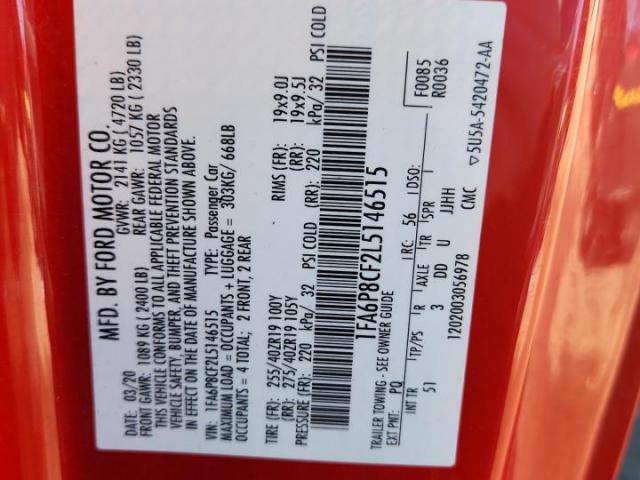 MFD. BY FORD MOTOR CO.
DATE: 03/20 GVWR: 2141 KG ( 4720 LB)
FRONT GAWR: 1089 KG ( 2400 LB) REAR GAWR: 1057 KG ( 2330 LB)
THIS VEHICLE CONFORMS TO ALL APPLICABLE FEDERAL MOTOR
VEHICLE SAFETY, BUMPER, AND THEFT PREVENTION STANDARDS
IN EFFECT ON THE DATE OF MANUFACTURE SHOWN ABOVE.
VIN: 1FA6P8CF2L5146515 TYPE: Passenger Car
MAXIMUM LOAD = OCCUPANTS + LUGGAGE = 303KG/ 668LB
OCCUPANTS = 4 TOTAL; 2 FRONT, 2 REAR
TIRE (FR): 255/40ZR19 100Y RIMS (FR): 19x9.0J
(RR): 275/40ZR19 105Y (RR): 19x9.5J
PRESSURE (FR): 220 kPa/ 32 PSI COLD (RR): 220 kPa/ 32 PSI COLD
1FA6P8CF2L5146515
TRAILER TOWING - SEE OWNER GUIDE
EXT PNT: PQ RC: 56 DSO: F0085
R0036
INT TR TP/PS R AXLE TR SPR
51 3 DD U JJHH
1202003056978 CMC ▽5U5A-5420472-AA